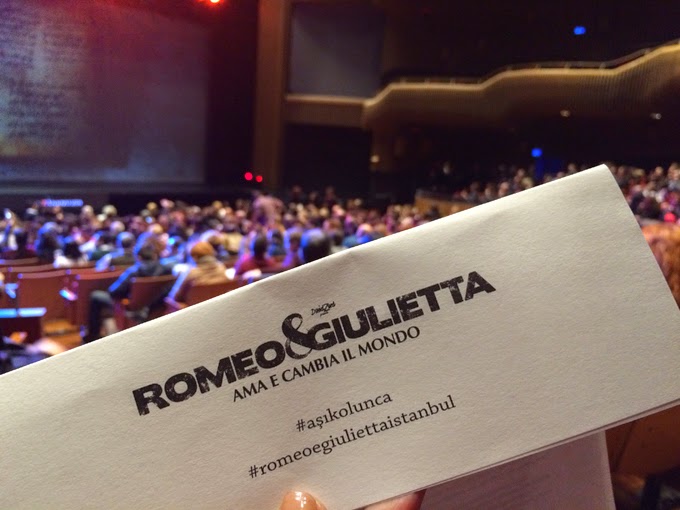 ROMEO & GIULIETTA
AMA E CAMBIA IL MONDO
#aşıkolunca
#romeoegiuliettaistanbul